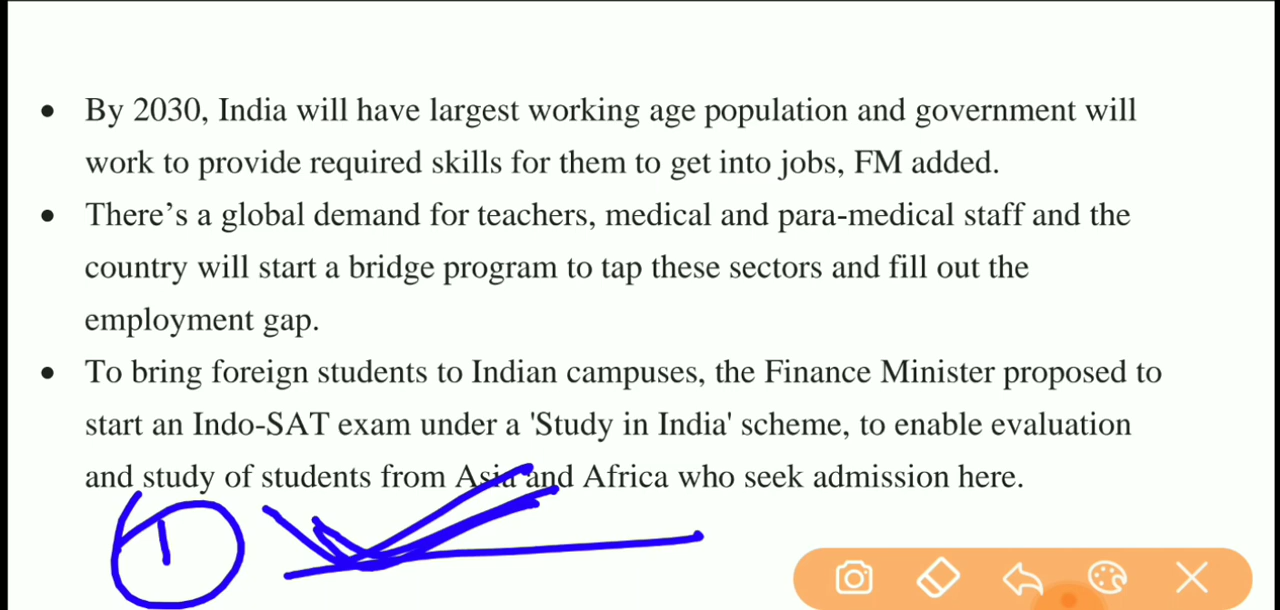 • By 2030, India will have largest working age population and government will
work to provide required skills for them to get into jobs, FM added.
• There’s a global demand for teachers, medical and para-medical staff and the
country will start a bridge program to tap these sectors and fill out the
employment gap.
• To bring foreign students to Indian campuses, the Finance Minister proposed to
start an Indo-SAT exam under a 'Study in India' scheme, to enable evaluation
and study of students from Asia and Africa who seek admission here.
1